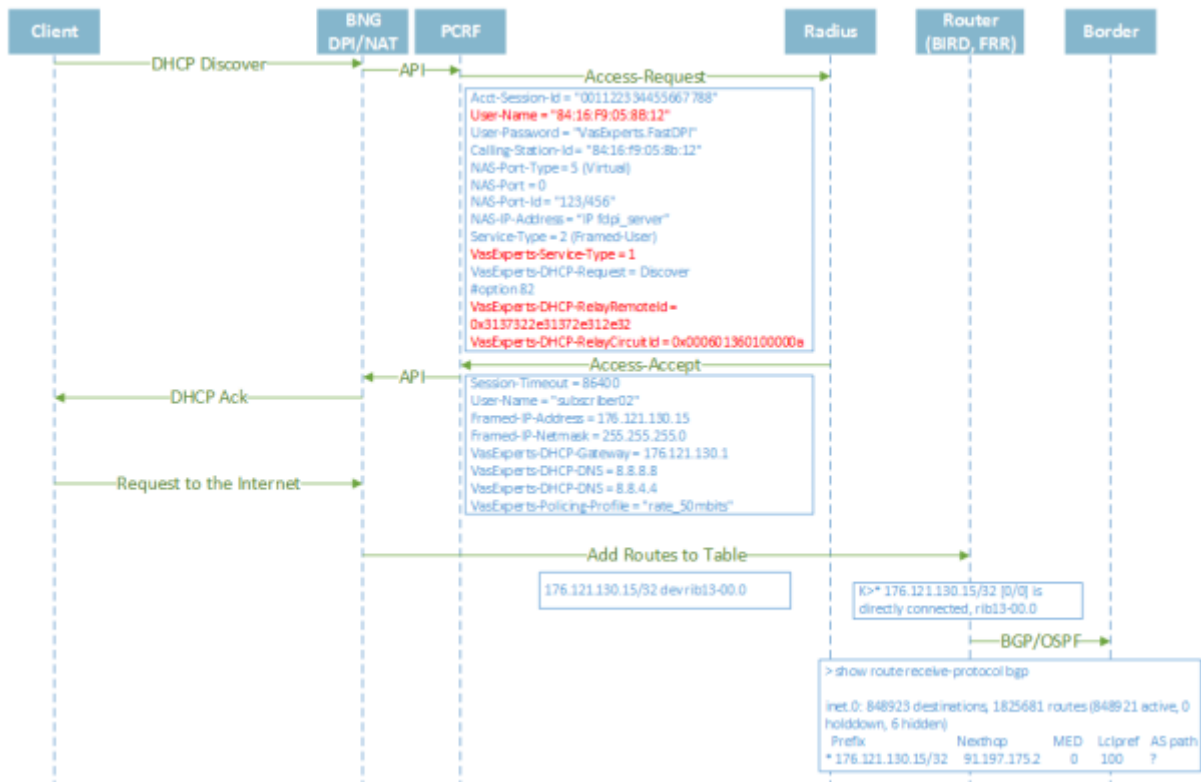 Client
BNG
DPI/NAT
PCRF
Radius
Router
(BIRD, FRR)
Border
DHCP Discover
API
Access-Request
Acct-Session-Id = "001122334455667788"
User-Name = "84:16:F9:05:8B:12"
User-Password = "VasExperts.FastDPI"
Calling-Station-Id = "84:16:f9:05:8b:12"
NAS-Port-Type = 5 (Virtual)
NAS-Port = 0
NAS-Port-Id = "123/456"
NAS-IP-Address = "IP fdpi_server"
Service-Type = 2 (Framed-User)
VasExperts-Service-Type = 1
VasExperts-DHCP-Request = Discover
#option 82
VasExperts-DHCP-RelayRemoteId =
0x3137322e31372e312e32
VasExperts-DHCP-RelayCircuitId = 0x000601360100000a
Access-Accept
API
DHCP Ack
Session-Timeout = 86400
User-Name = "subscriber02"
Framed-IP-Address = 176.121.130.15
Framed-IP-Netmask = 255.255.255.0
VasExperts-DHCP-Gateway = 176.121.130.1
VasExperts-DHCP-DNS = 8.8.8.8
VasExperts-DHCP-DNS = 8.8.4.4
VasExperts-Policing-Profile = "rate_50mbits"
Request to the Internet
Add Routes to Table
176.121.130.15/32 dev rib13-00.0
K>* 176.121.130.15/32 [0/0] is
directly connected, rib13-00.0
BGP/OSPF
> show route receive-protocol bgp
inet.0: 848923 destinations, 1825681 routes (848921 active, 0
holddown, 6 hidden)
Prefix Nexthop MED Lclpref AS path
* 176.121.130.15/32 91.197.175.2 0 100 ?